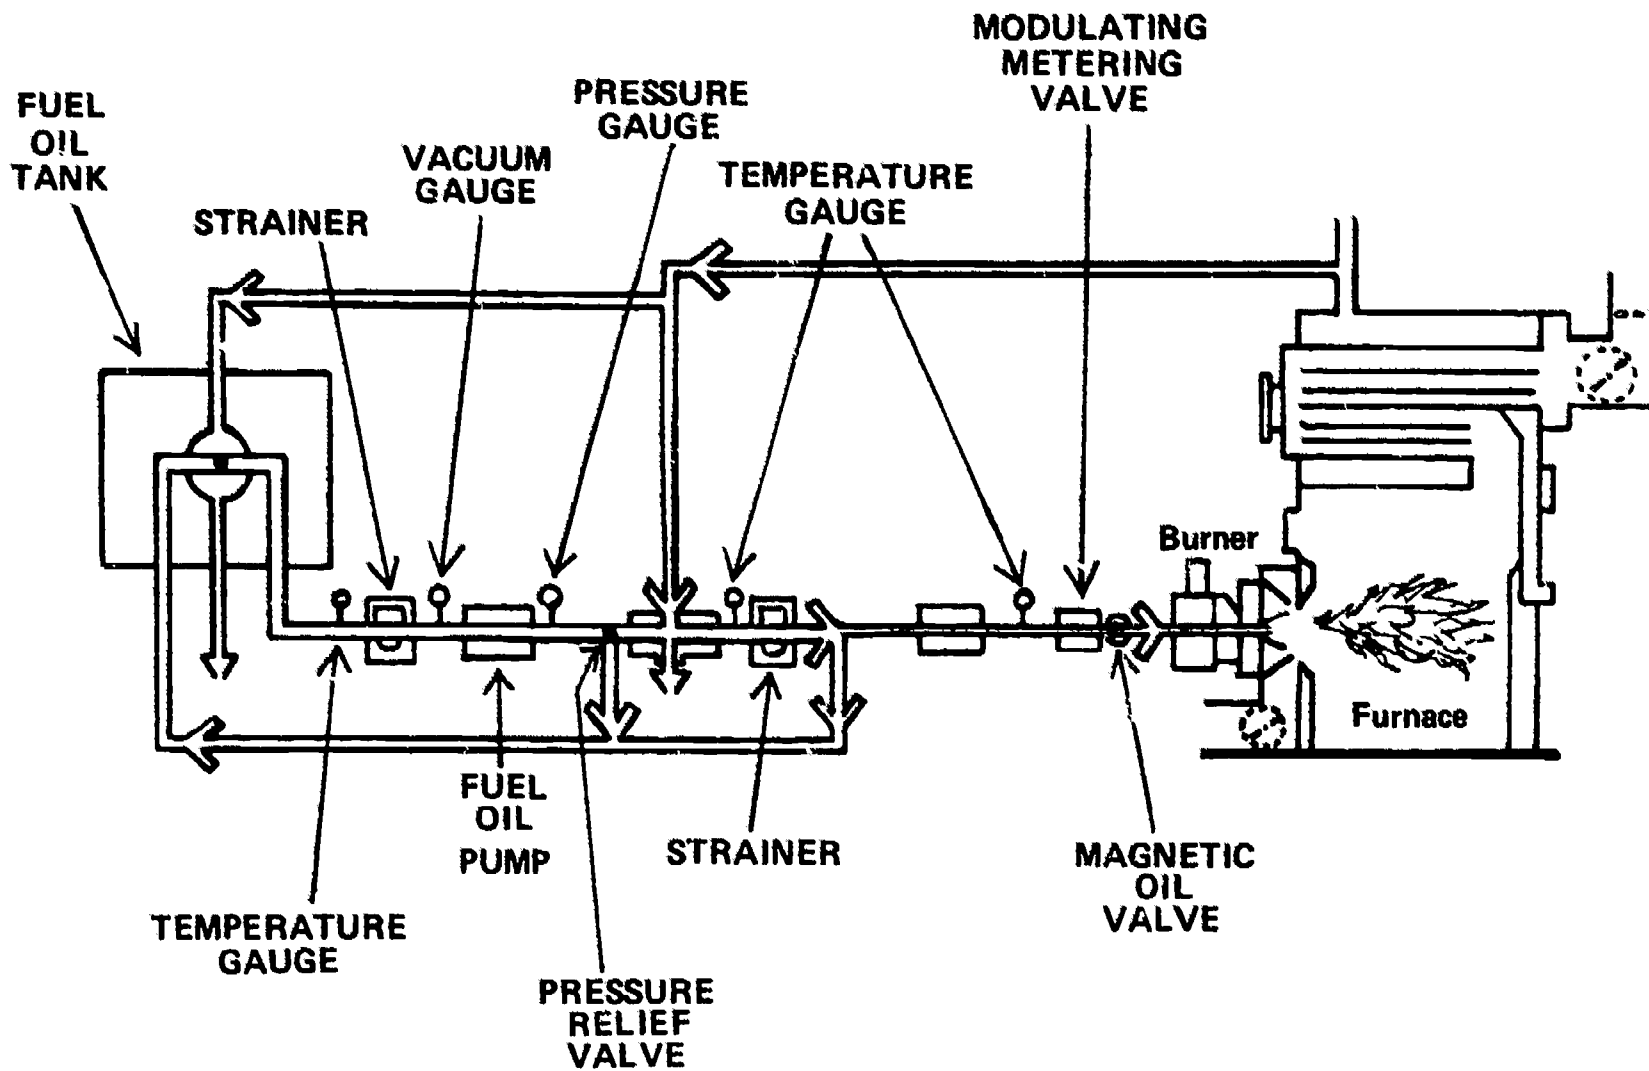 MODULATING
METERING
VALVE
PRESSURE
GAUGE
FUEL
OIL
TANK
VACUUM
GAUGE
TEMPERATURE
GAUGE
STRAINER
Burner
Furnace
FUEL
OIL
PUMP
STRAINER
MAGNETIC
OIL
VALVE
TEMPERATURE
GAUGE
PRESSURE
RELIEF
VALVE